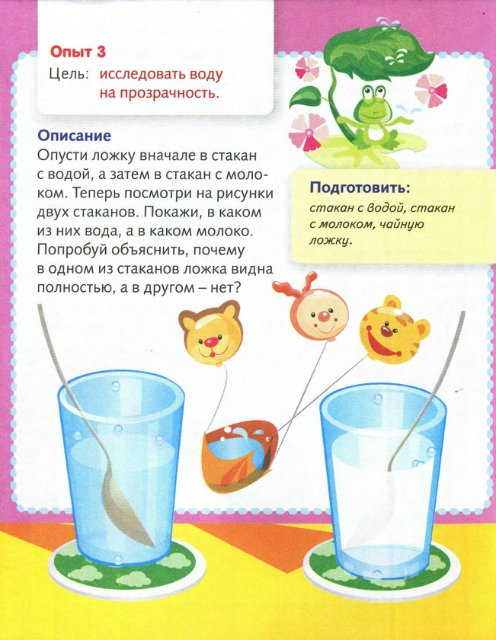 Опыт 3
Цель: исследовать воду
на прозрачность.
Описание
Опусти ложку вначале в стакан
с водой, а затем в стакан с моло-
ком. Теперь посмотри на рисунки
двух стаканов. Покажи, в каком
из них вода, а в каком молоко.
Попробуй объяснить, почему
в одном из стаканов ложка видна
полностью, а в другом – нет?
Подготовить:
стакан с водой, стакан
с молоком, чайную
ложку.